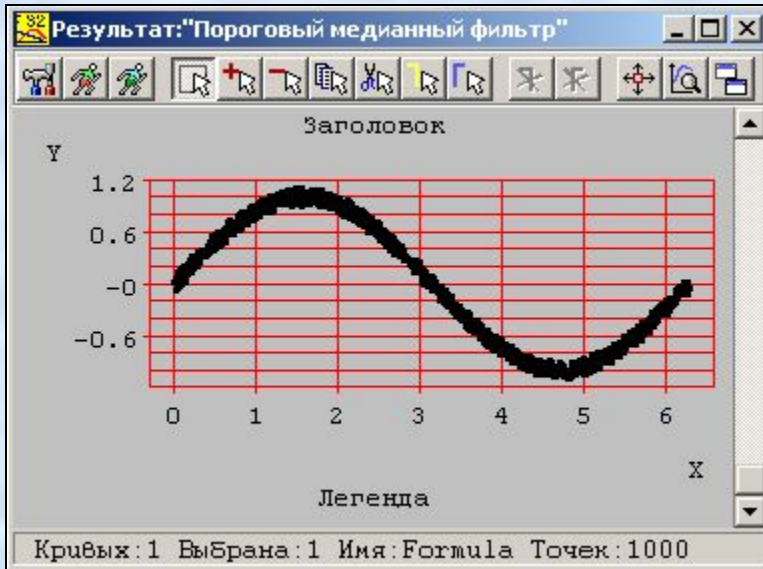 Результат:"Пороговый медианный фильтр"
Заголовок
Y
1.2
0.6
-0
-0.6
0 1 2 3 4 5 6
X
Легенда
Кривых:1 Выбрана:1 Имя:Formula Точек:1000